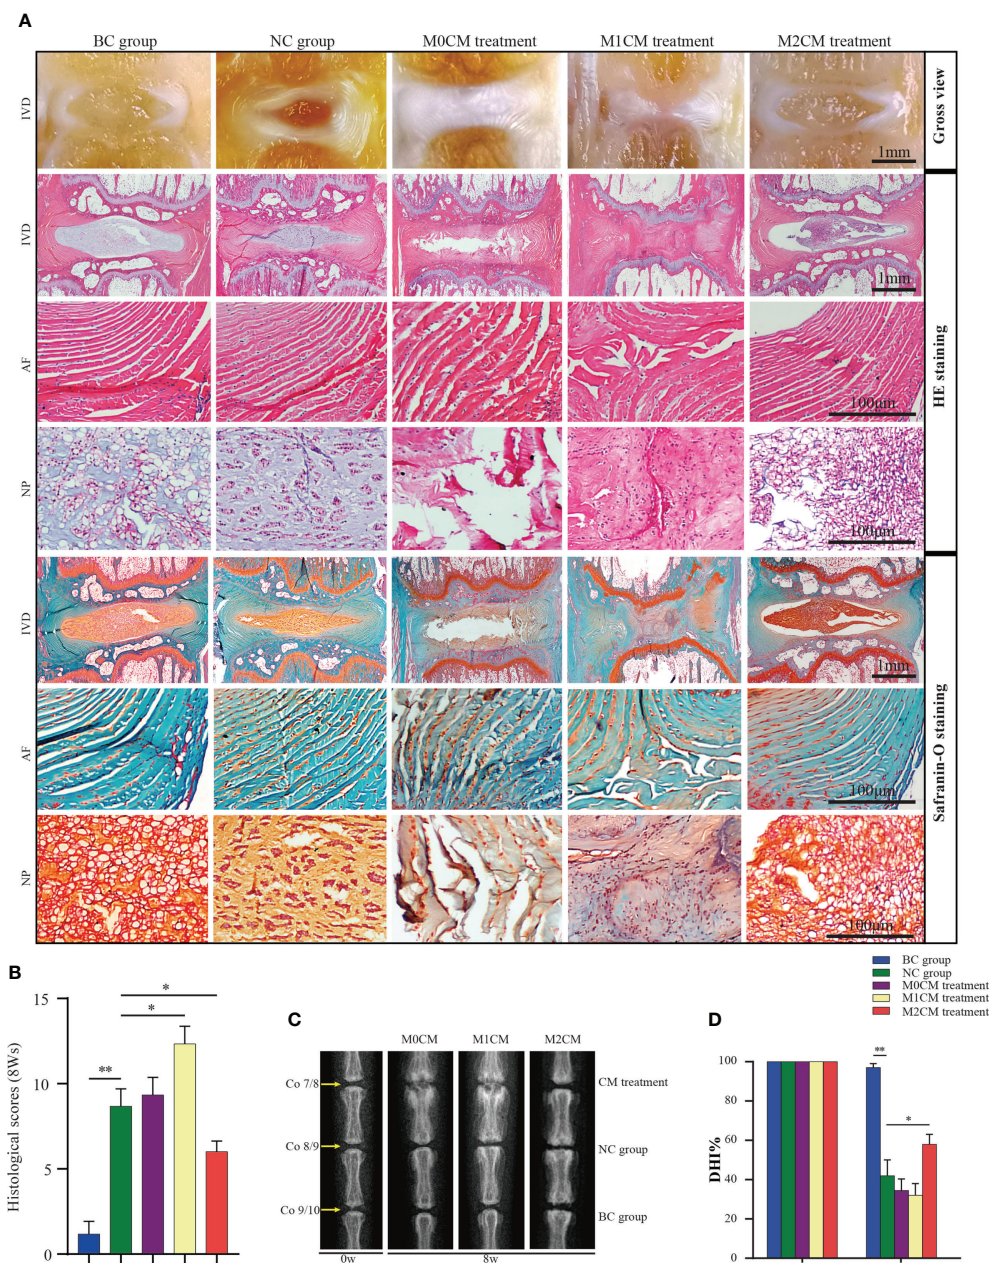 A
BC group NC group M0CM treatment M1CM treatment M2CM treatment
IVD
1mm
Gross view
IVD
1mm
AF
100μm
HE staining
NP
100μm
IVD
1mm
AF
100μm
Safranin-O staining
NP
100μm
B
15
10
5
0
Histological scores (8Ws)
**
*
*
C
M0CM M1CM M2CM
Co 7/8
CM treatment
Co 8/9
NC group
Co 9/10
BC group
0w 8w
BC group
NC group
M0CM treatment
M1CM treatment
M2CM treatment
D
100
80
60
40
20
0
DHI%
**
*